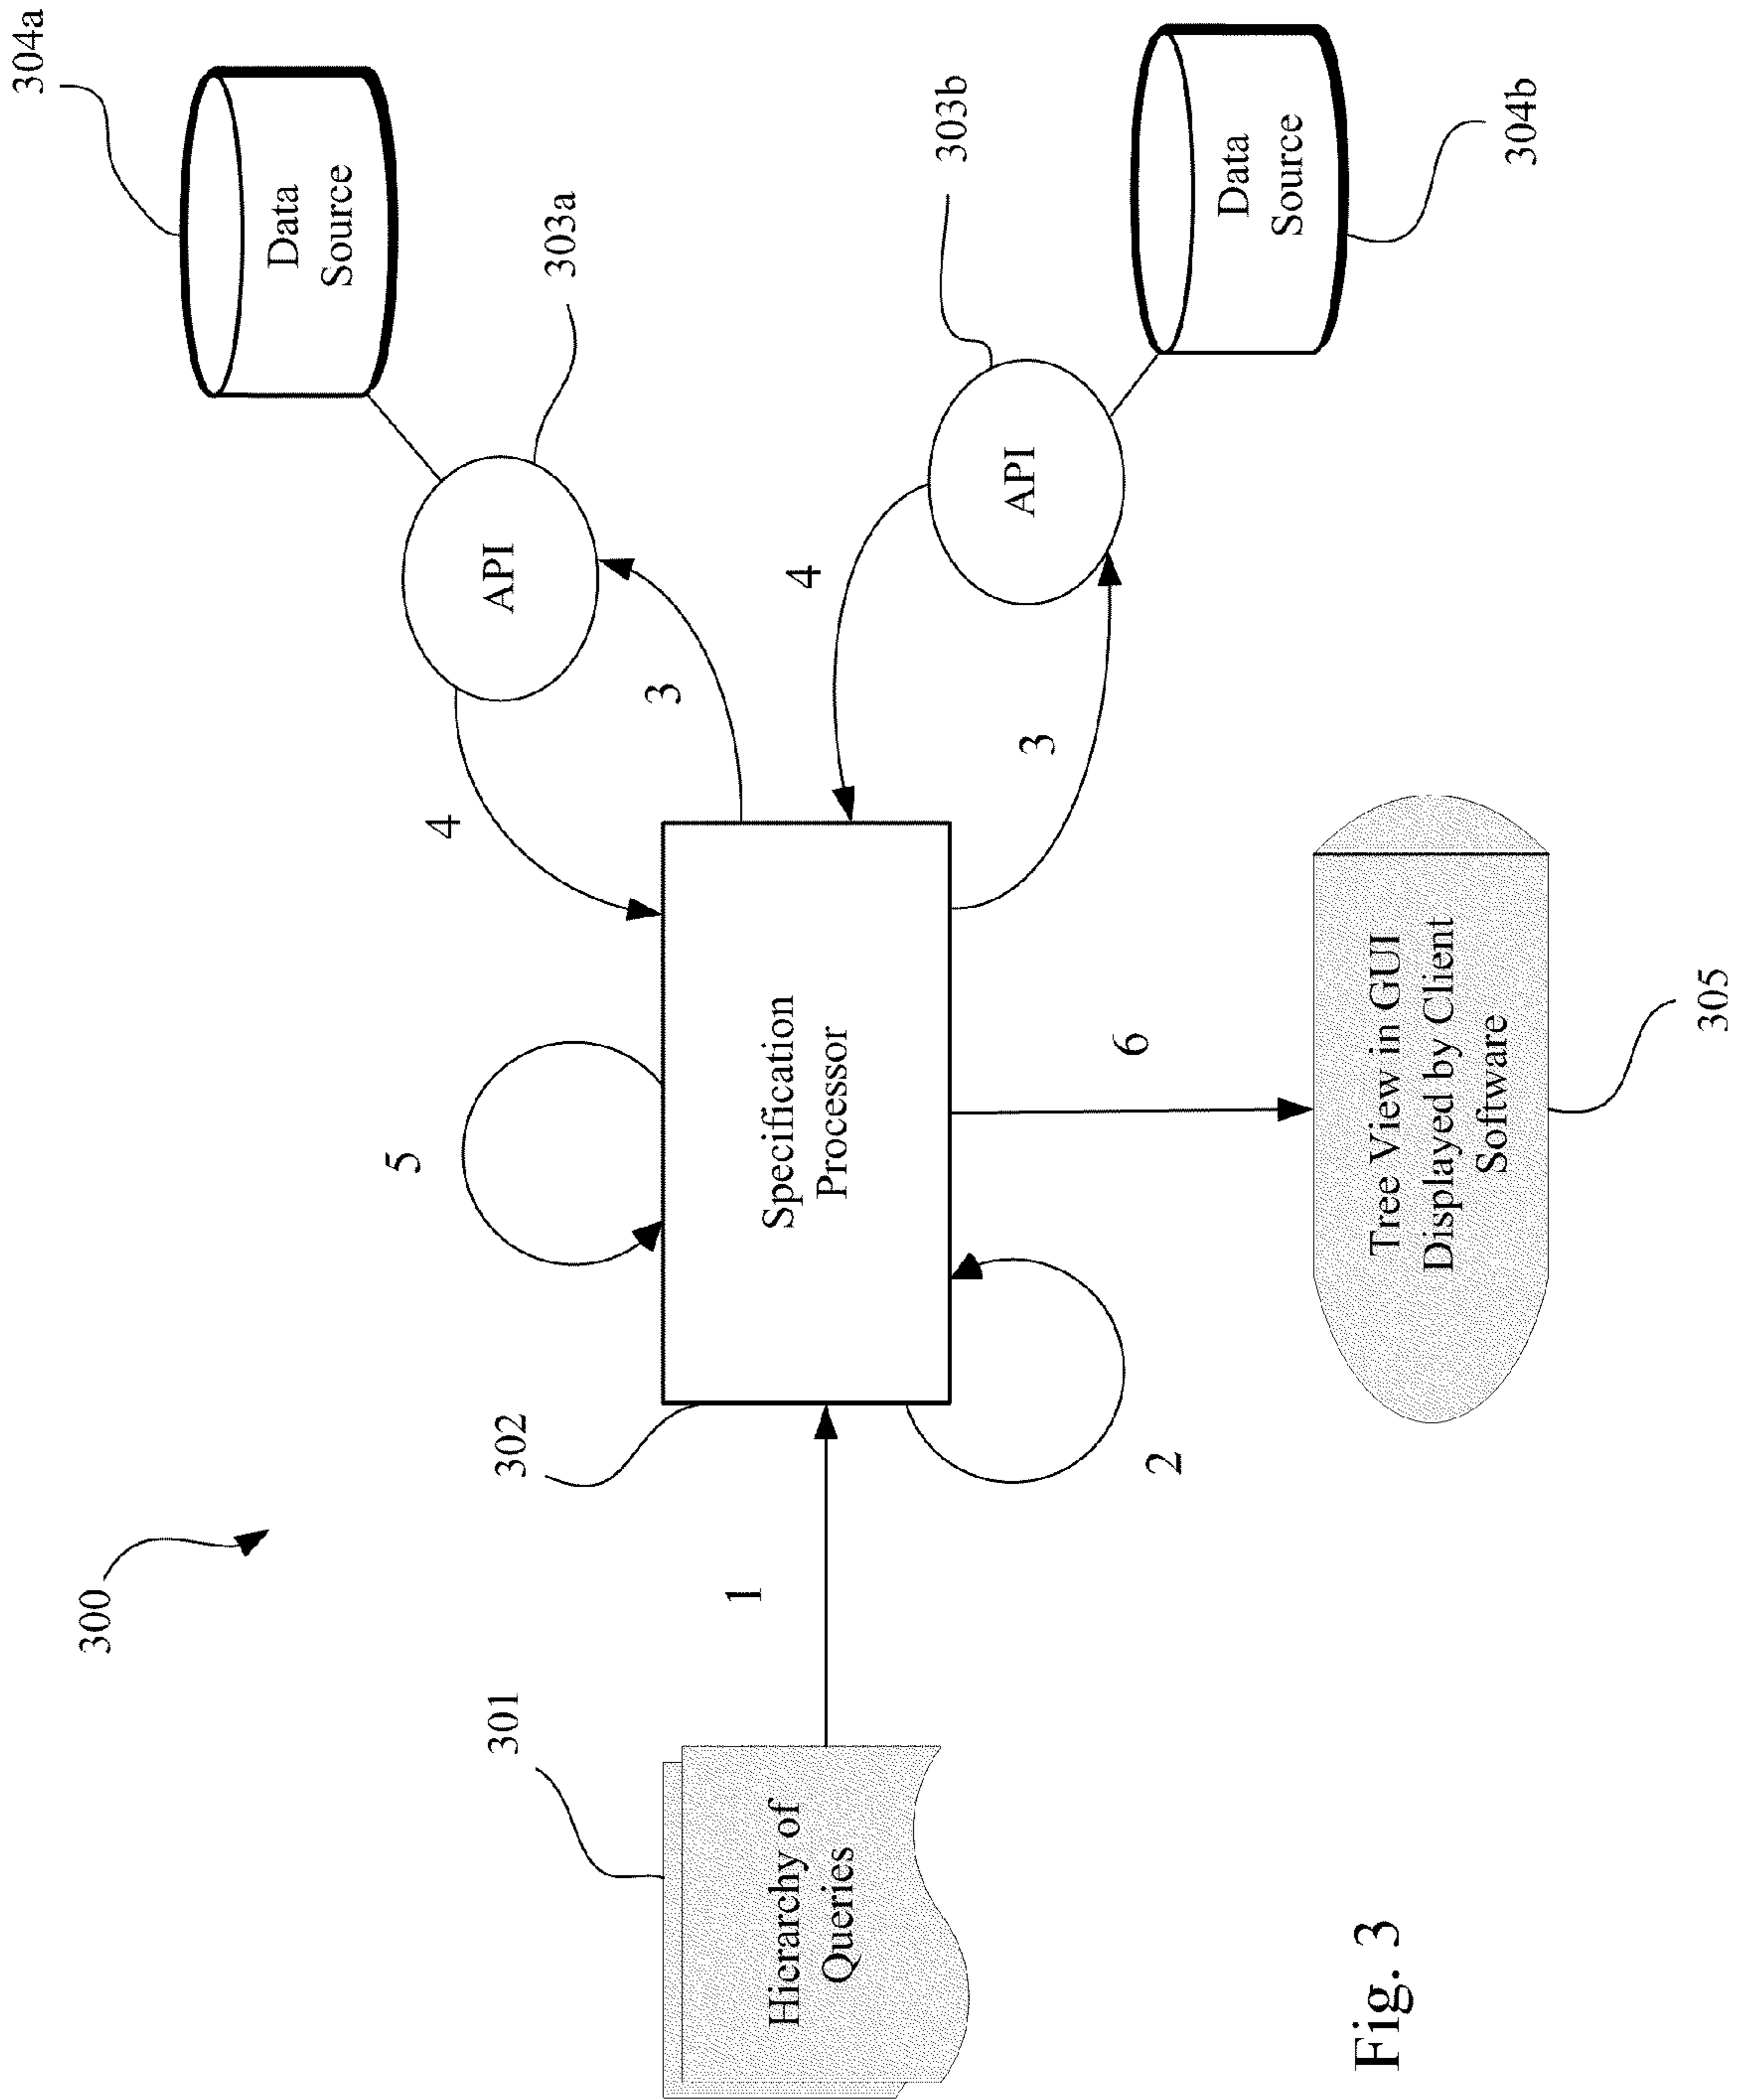 300
304a
Data
Source
303a
API
4
3
5
302
Specification
Processor
301
Hierarchy of
Queries
1
2
4
3
API
303b
Data
Source
304b
6
Tree View in GUI
Displayed by Client
Software
305
Fig. 3